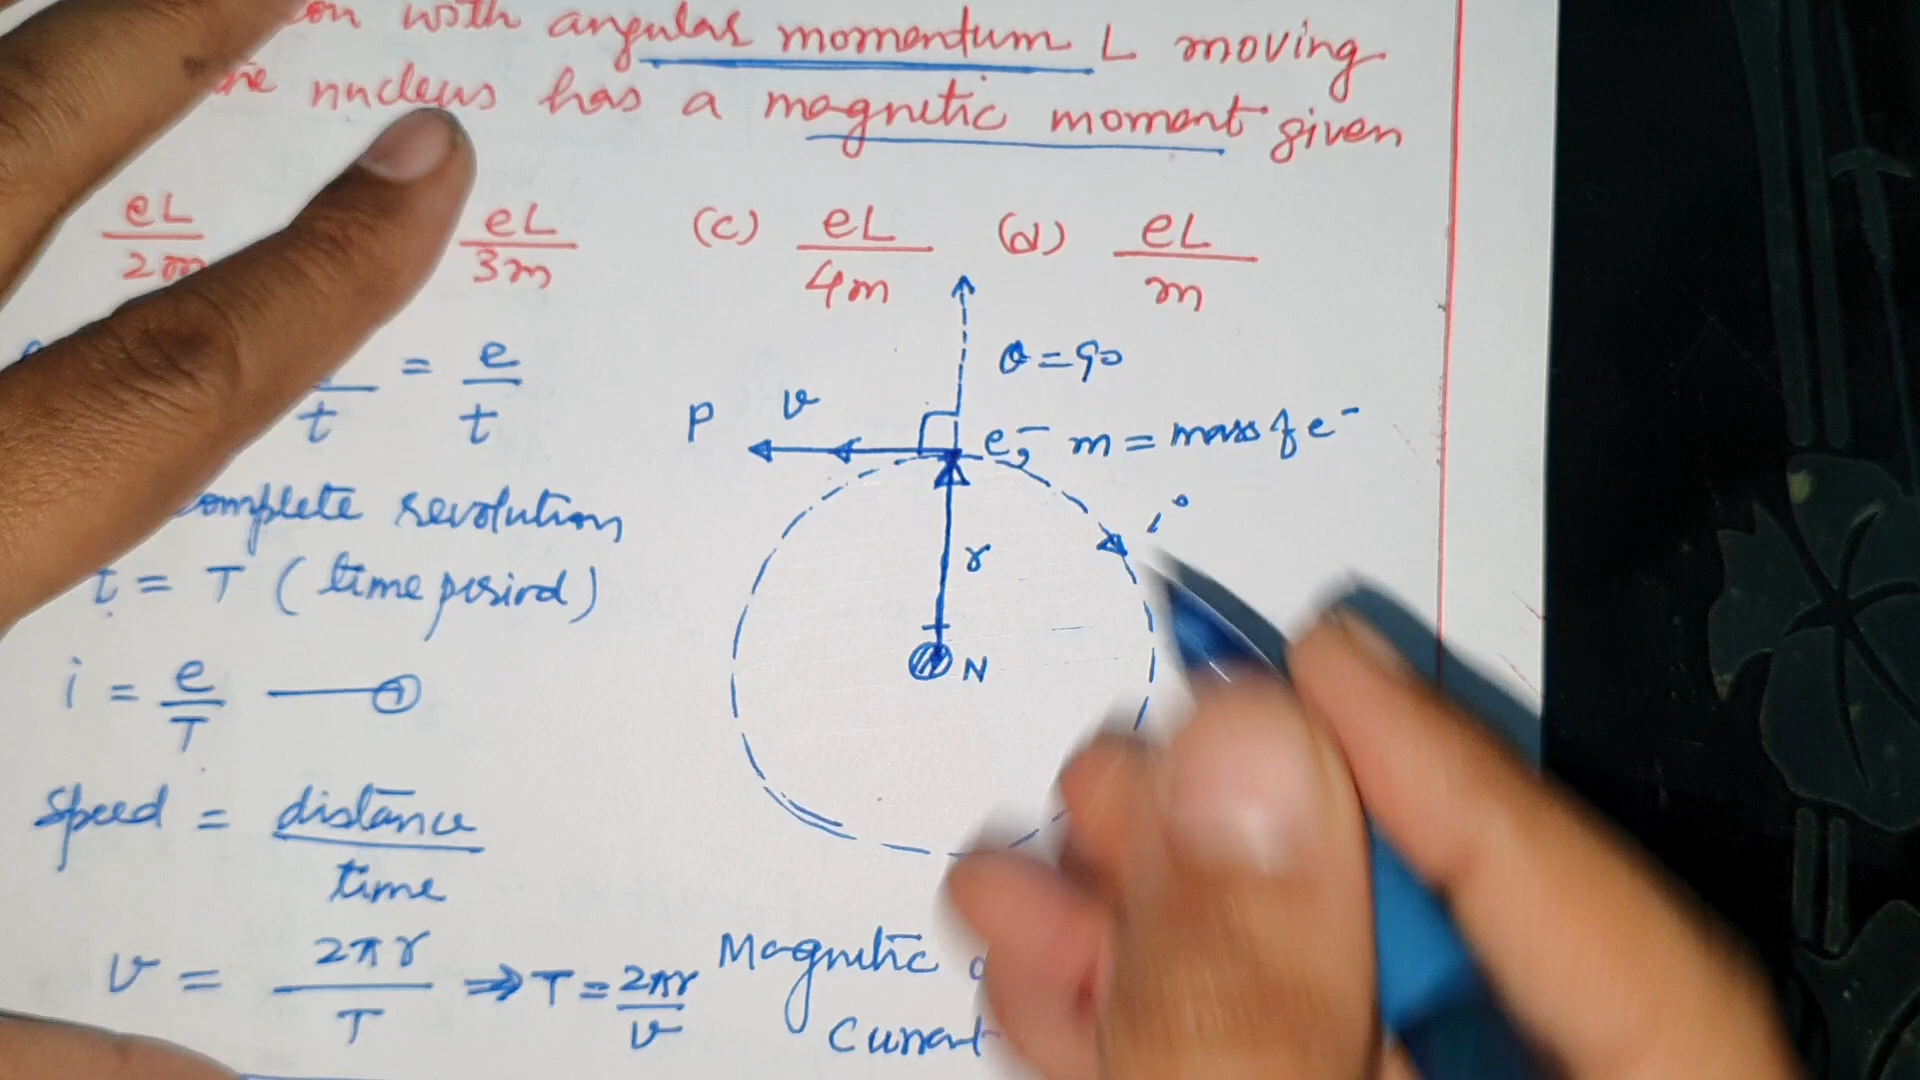 with angular momentum L moving
nucleus has a magnetic moment given
eL/2m eL/3m (c) eL/4m (d) eL/m
t = e/t
θ = 90
P v e⁻, m = mass of e⁻
i
complete revolution
t = T (time period)
r
N
i = e/T —— ①
Speed = distance/time
v = 2πr/T ⇒ T = 2πr/v
Magnetic
Current